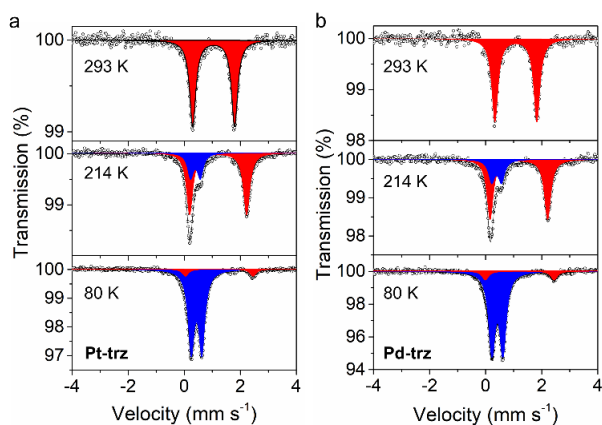 a
100
293 K
99
100
214 K
99
98
100
80 K
99
98
97
Pt-trz
-4 -2 0 2 4
Velocity (mm s⁻¹)
Transmission (%)
b
100
293 K
99
98
100
214 K
99
98
100
80 K
98
96
94
Pd-trz
-4 -2 0 2 4
Velocity (mm s⁻¹)
Transmission (%)